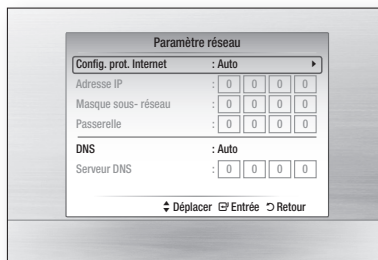 Paramètre réseau
Config. prot. Internet : Auto
Adresse IP : 0 0 0 0
Masque sous- réseau : 0 0 0 0
Passerelle : 0 0 0 0
DNS : Auto
Serveur DNS : 0 0 0 0
Déplacer Entrée Retour